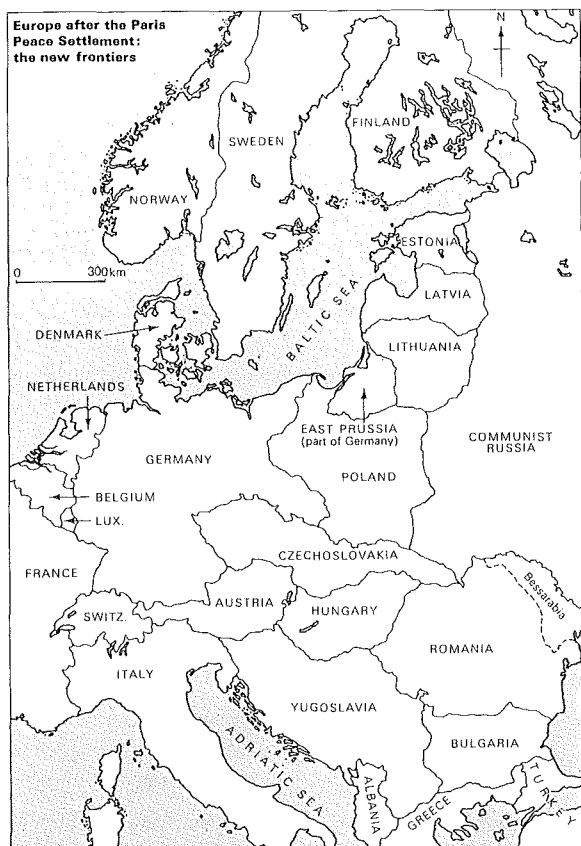 Europe after the Paris
Peace Settlement:
the new frontiers
N
FINLAND
SWEDEN
NORWAY
0 300km
ESTONIA
LATVIA
BALTIC SEA
DENMARK
LITHUANIA
NETHERLANDS
EAST PRUSSIA
(part of Germany)
COMMUNIST
RUSSIA
GERMANY
POLAND
BELGIUM
LUX.
CZECHOSLOVAKIA
FRANCE
Bessarabia
AUSTRIA
HUNGARY
SWITZ.
ROMANIA
ITALY
YUGOSLAVIA
ADRIATIC SEA
BULGARIA
ALBANIA
GREECE
TURKEY